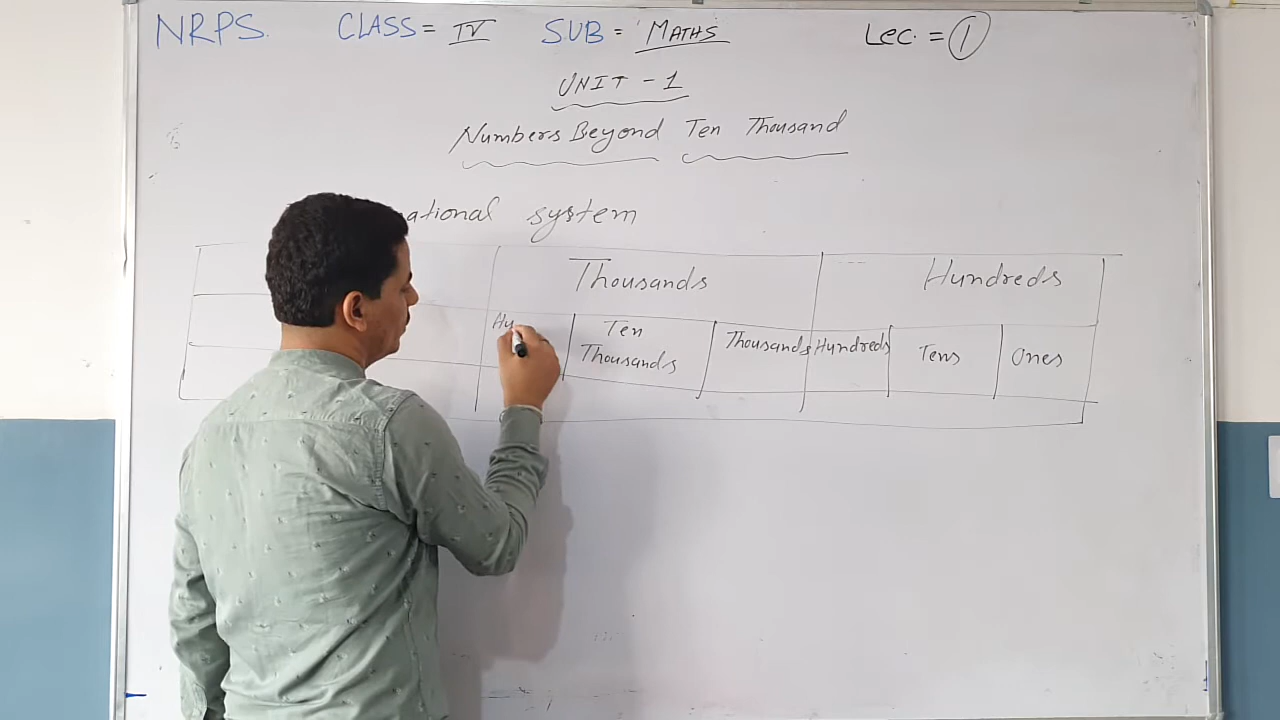 NRPS. CLASS = IV SUB = MATHS Lec. = 1
UNIT - 1
Numbers Beyond Ten Thousand
ational system
Thousands Hundreds
Hu Ten Thousands Thousands Hundreds Tens Ones